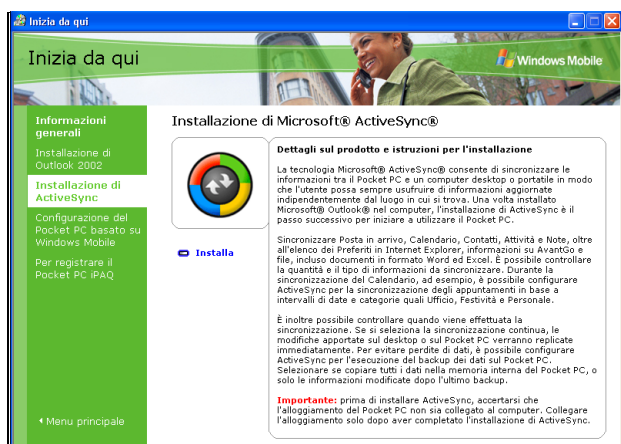 Inizia da qui
Inizia da qui
Windows Mobile
Informazioni
generali
Installazione di
Outlook 2002
Installazione di
ActiveSync
Configurazione del
Pocket PC basato su
Windows Mobile
Per registrare il
Pocket PC iPAQ
Menu principale
Installazione di Microsoft® ActiveSync®
Installa
Dettagli sul prodotto e istruzioni per l'installazione
La tecnologia Microsoft® ActiveSync® consente di sincronizzare le
informazioni tra il Pocket PC e un computer desktop o portatile in modo
che l'utente possa sempre usufruire di informazioni aggiornate
indipendentemente dal luogo in cui si trova. Una volta installato
Microsoft® Outlook® nel computer, l'installazione di ActiveSync è il
passo successivo per iniziare a utilizzare il Pocket PC.
Sincronizzare Posta in arrivo, Calendario, Contatti, Attività e Note, oltre
all'elenco dei Preferiti in Internet Explorer, informazioni su AvantGo e
file, incluso documenti in formato Word ed Excel. È possibile controllare
la quantità e il tipo di informazioni da sincronizzare. Durante la
sincronizzazione del Calendario, ad esempio, è possibile configurare
ActiveSync per la sincronizzazione degli appuntamenti in base a
intervalli di date e categorie quali Ufficio, Festività e Personale.
È inoltre possibile controllare quando viene effettuata la
sincronizzazione. Se si seleziona la sincronizzazione continua, le
modifiche apportate sul desktop o sul Pocket PC verranno replicate
immediatamente. Per evitare perdite di dati, è possibile configurare
ActiveSync per l'esecuzione del backup dei dati sul Pocket PC.
Selezionare se copiare tutti i dati nella memoria interna del Pocket PC, o
solo le informazioni modificate dopo l'ultimo backup.
Importante: prima di installare ActiveSync, accertarsi che
l'alloggiamento del Pocket PC non sia collegato al computer. Collegare
l'alloggiamento solo dopo aver completato l'installazione di ActiveSync.